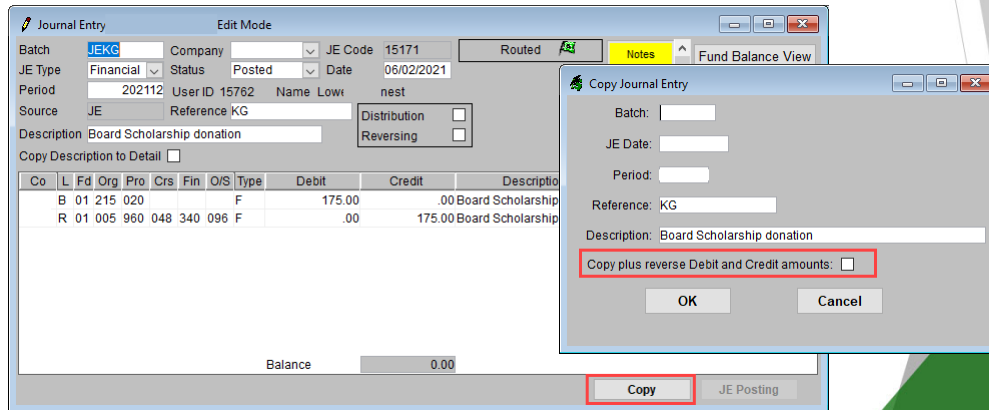 Journal Entry Edit Mode
Batch JEKG Company JE Code 15171 Routed Notes Fund Balance View
JE Type Financial Status Posted Date 06/02/2021
Period 202112 User ID 15762 Name Lowe nest
Source JE Reference KG Distribution
Description Board Scholarship donation Reversing
Copy Description to Detail
Co L Fd Org Pro Crs Fin O/S Type Debit Credit Descriptio
B 01 215 020 F 175.00 .00 Board Scholarship
R 01 005 960 048 340 096 F .00 175.00 Board Scholarship
Balance 0.00
Copy JE Posting
Copy Journal Entry
Batch:
JE Date:
Period:
Reference: KG
Description: Board Scholarship donation
Copy plus reverse Debit and Credit amounts:
OK Cancel